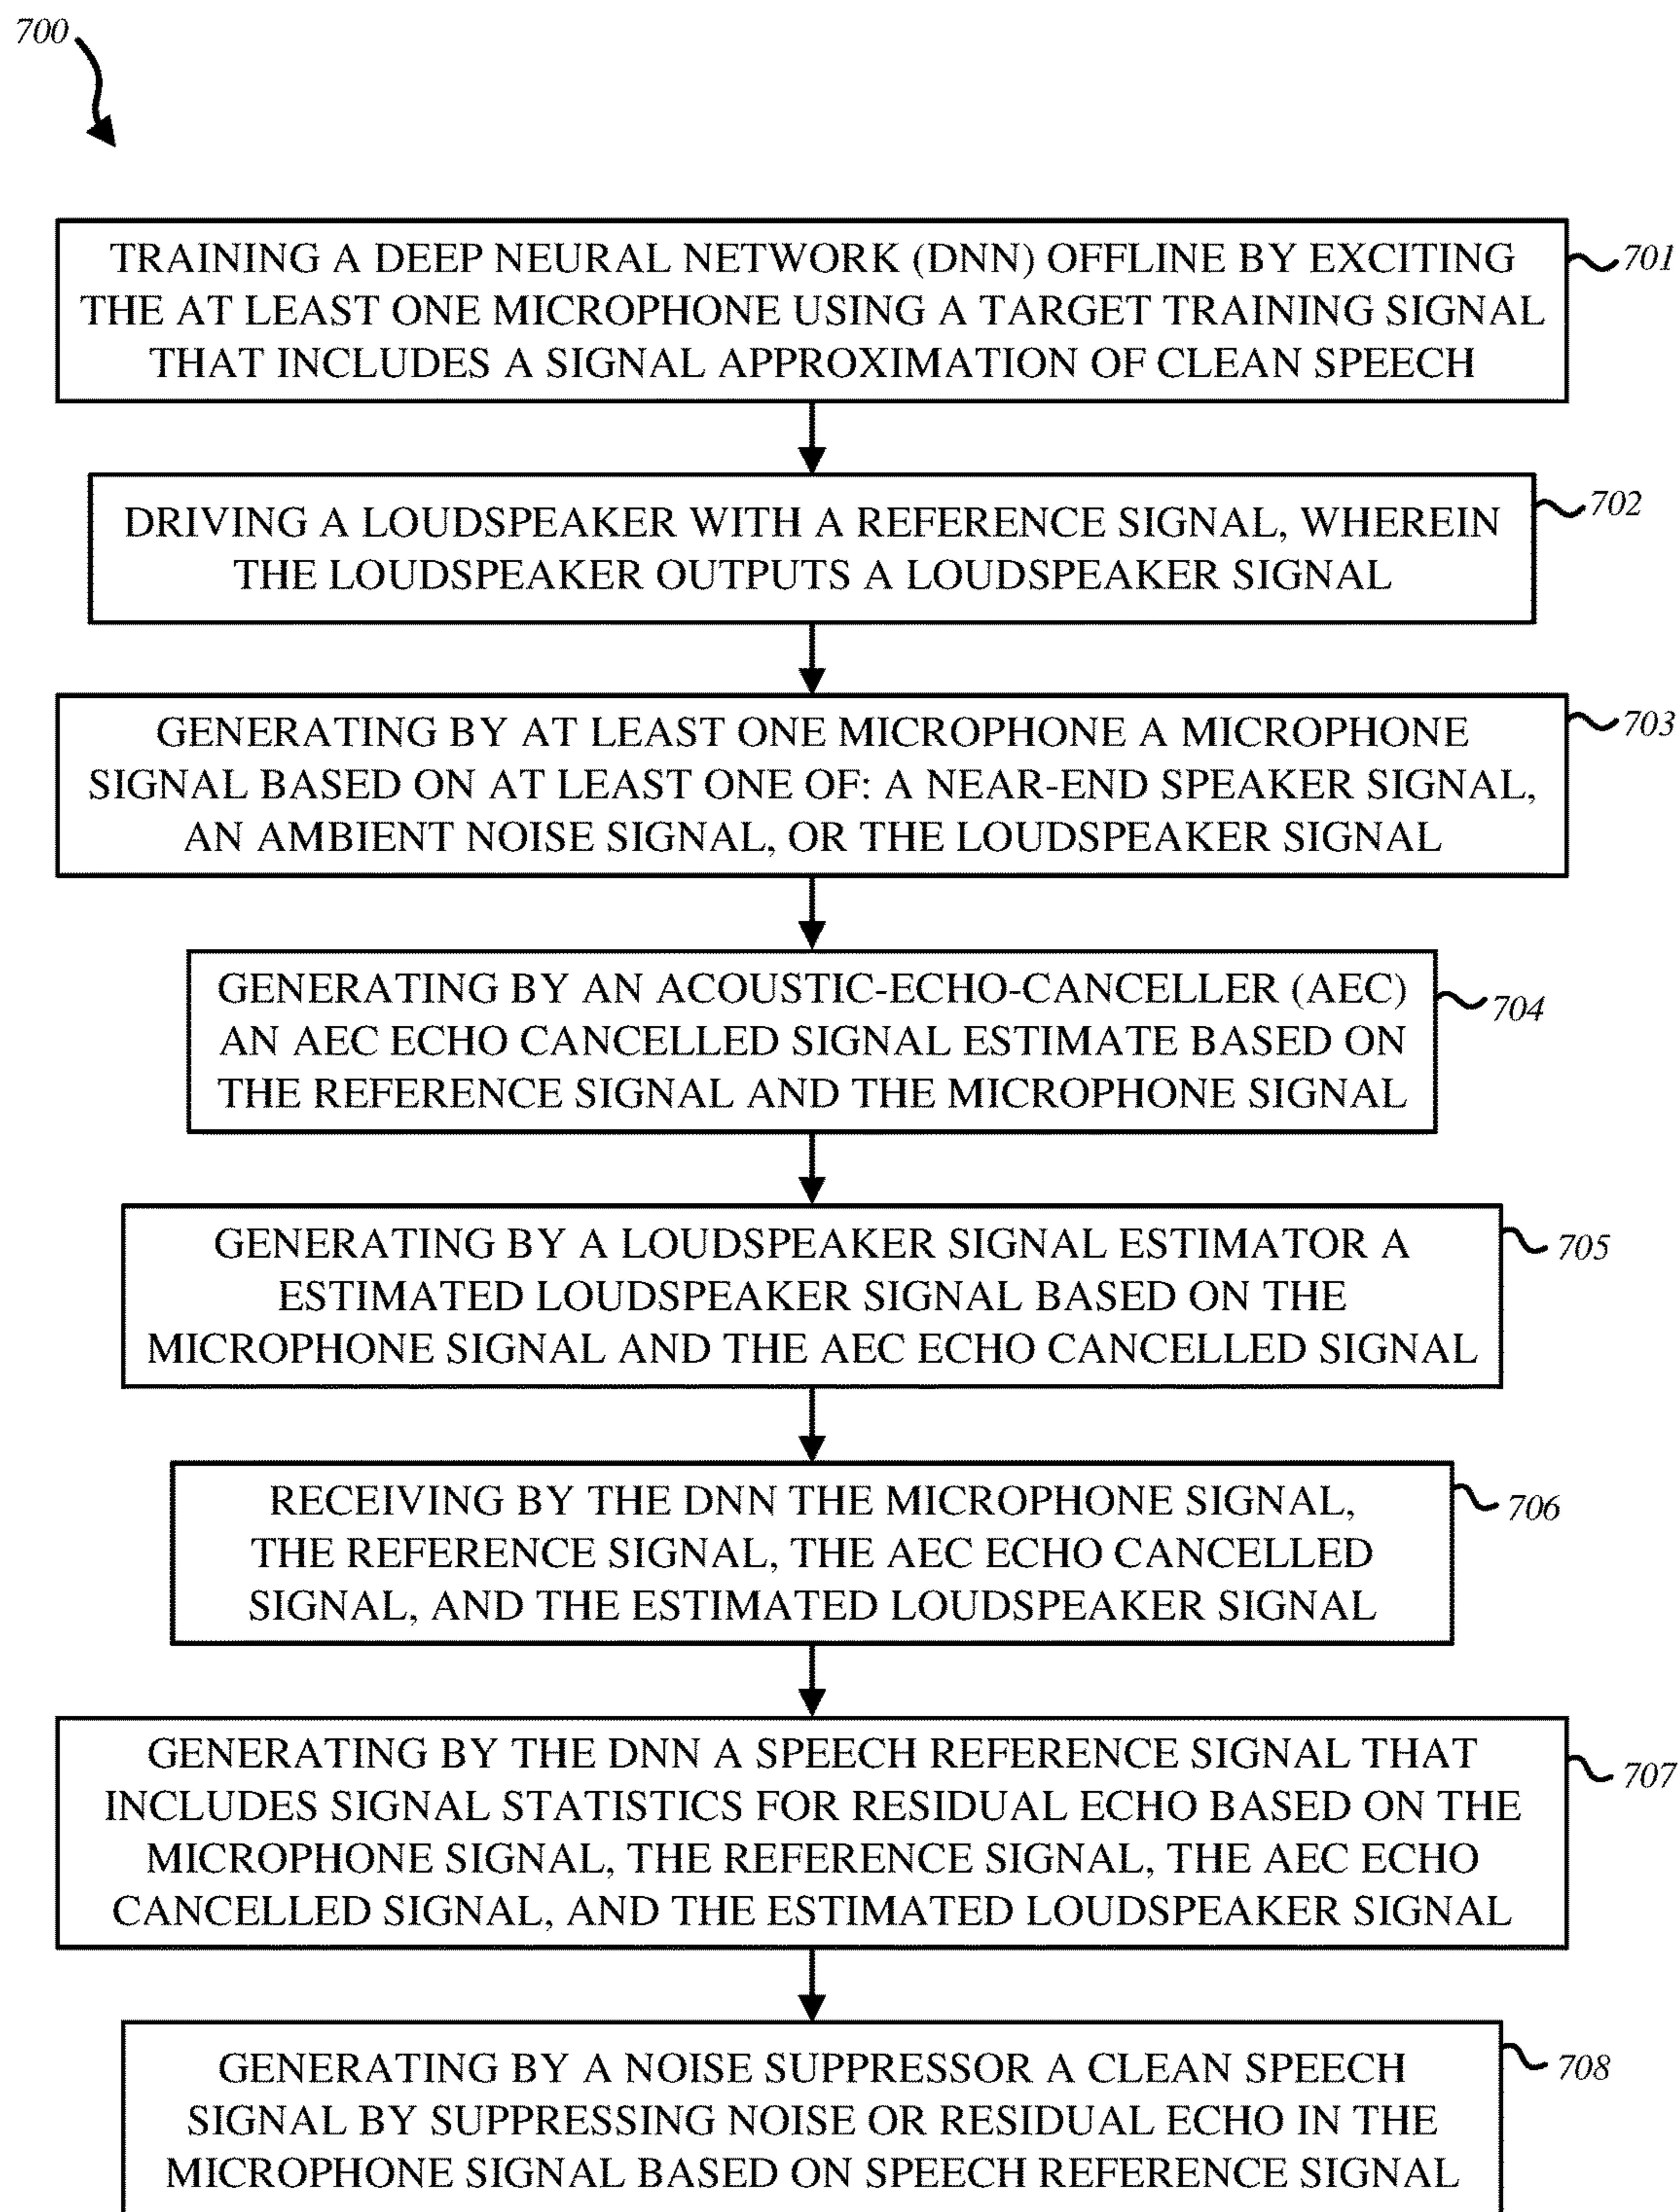 700
TRAINING A DEEP NEURAL NETWORK (DNN) OFFLINE BY EXCITING
THE AT LEAST ONE MICROPHONE USING A TARGET TRAINING SIGNAL
THAT INCLUDES A SIGNAL APPROXIMATION OF CLEAN SPEECH
701
DRIVING A LOUDSPEAKER WITH A REFERENCE SIGNAL, WHEREIN
THE LOUDSPEAKER OUTPUTS A LOUDSPEAKER SIGNAL
702
GENERATING BY AT LEAST ONE MICROPHONE A MICROPHONE
SIGNAL BASED ON AT LEAST ONE OF: A NEAR-END SPEAKER SIGNAL,
AN AMBIENT NOISE SIGNAL, OR THE LOUDSPEAKER SIGNAL
703
GENERATING BY AN ACOUSTIC-ECHO-CANCELLER (AEC)
AN AEC ECHO CANCELLED SIGNAL ESTIMATE BASED ON
THE REFERENCE SIGNAL AND THE MICROPHONE SIGNAL
704
GENERATING BY A LOUDSPEAKER SIGNAL ESTIMATOR A
ESTIMATED LOUDSPEAKER SIGNAL BASED ON THE
MICROPHONE SIGNAL AND THE AEC ECHO CANCELLED SIGNAL
705
RECEIVING BY THE DNN THE MICROPHONE SIGNAL,
THE REFERENCE SIGNAL, THE AEC ECHO CANCELLED
SIGNAL, AND THE ESTIMATED LOUDSPEAKER SIGNAL
706
GENERATING BY THE DNN A SPEECH REFERENCE SIGNAL THAT
INCLUDES SIGNAL STATISTICS FOR RESIDUAL ECHO BASED ON THE
MICROPHONE SIGNAL, THE REFERENCE SIGNAL, THE AEC ECHO
CANCELLED SIGNAL, AND THE ESTIMATED LOUDSPEAKER SIGNAL
707
GENERATING BY A NOISE SUPPRESSOR A CLEAN SPEECH
SIGNAL BY SUPPRESSING NOISE OR RESIDUAL ECHO IN THE
MICROPHONE SIGNAL BASED ON SPEECH REFERENCE SIGNAL
708